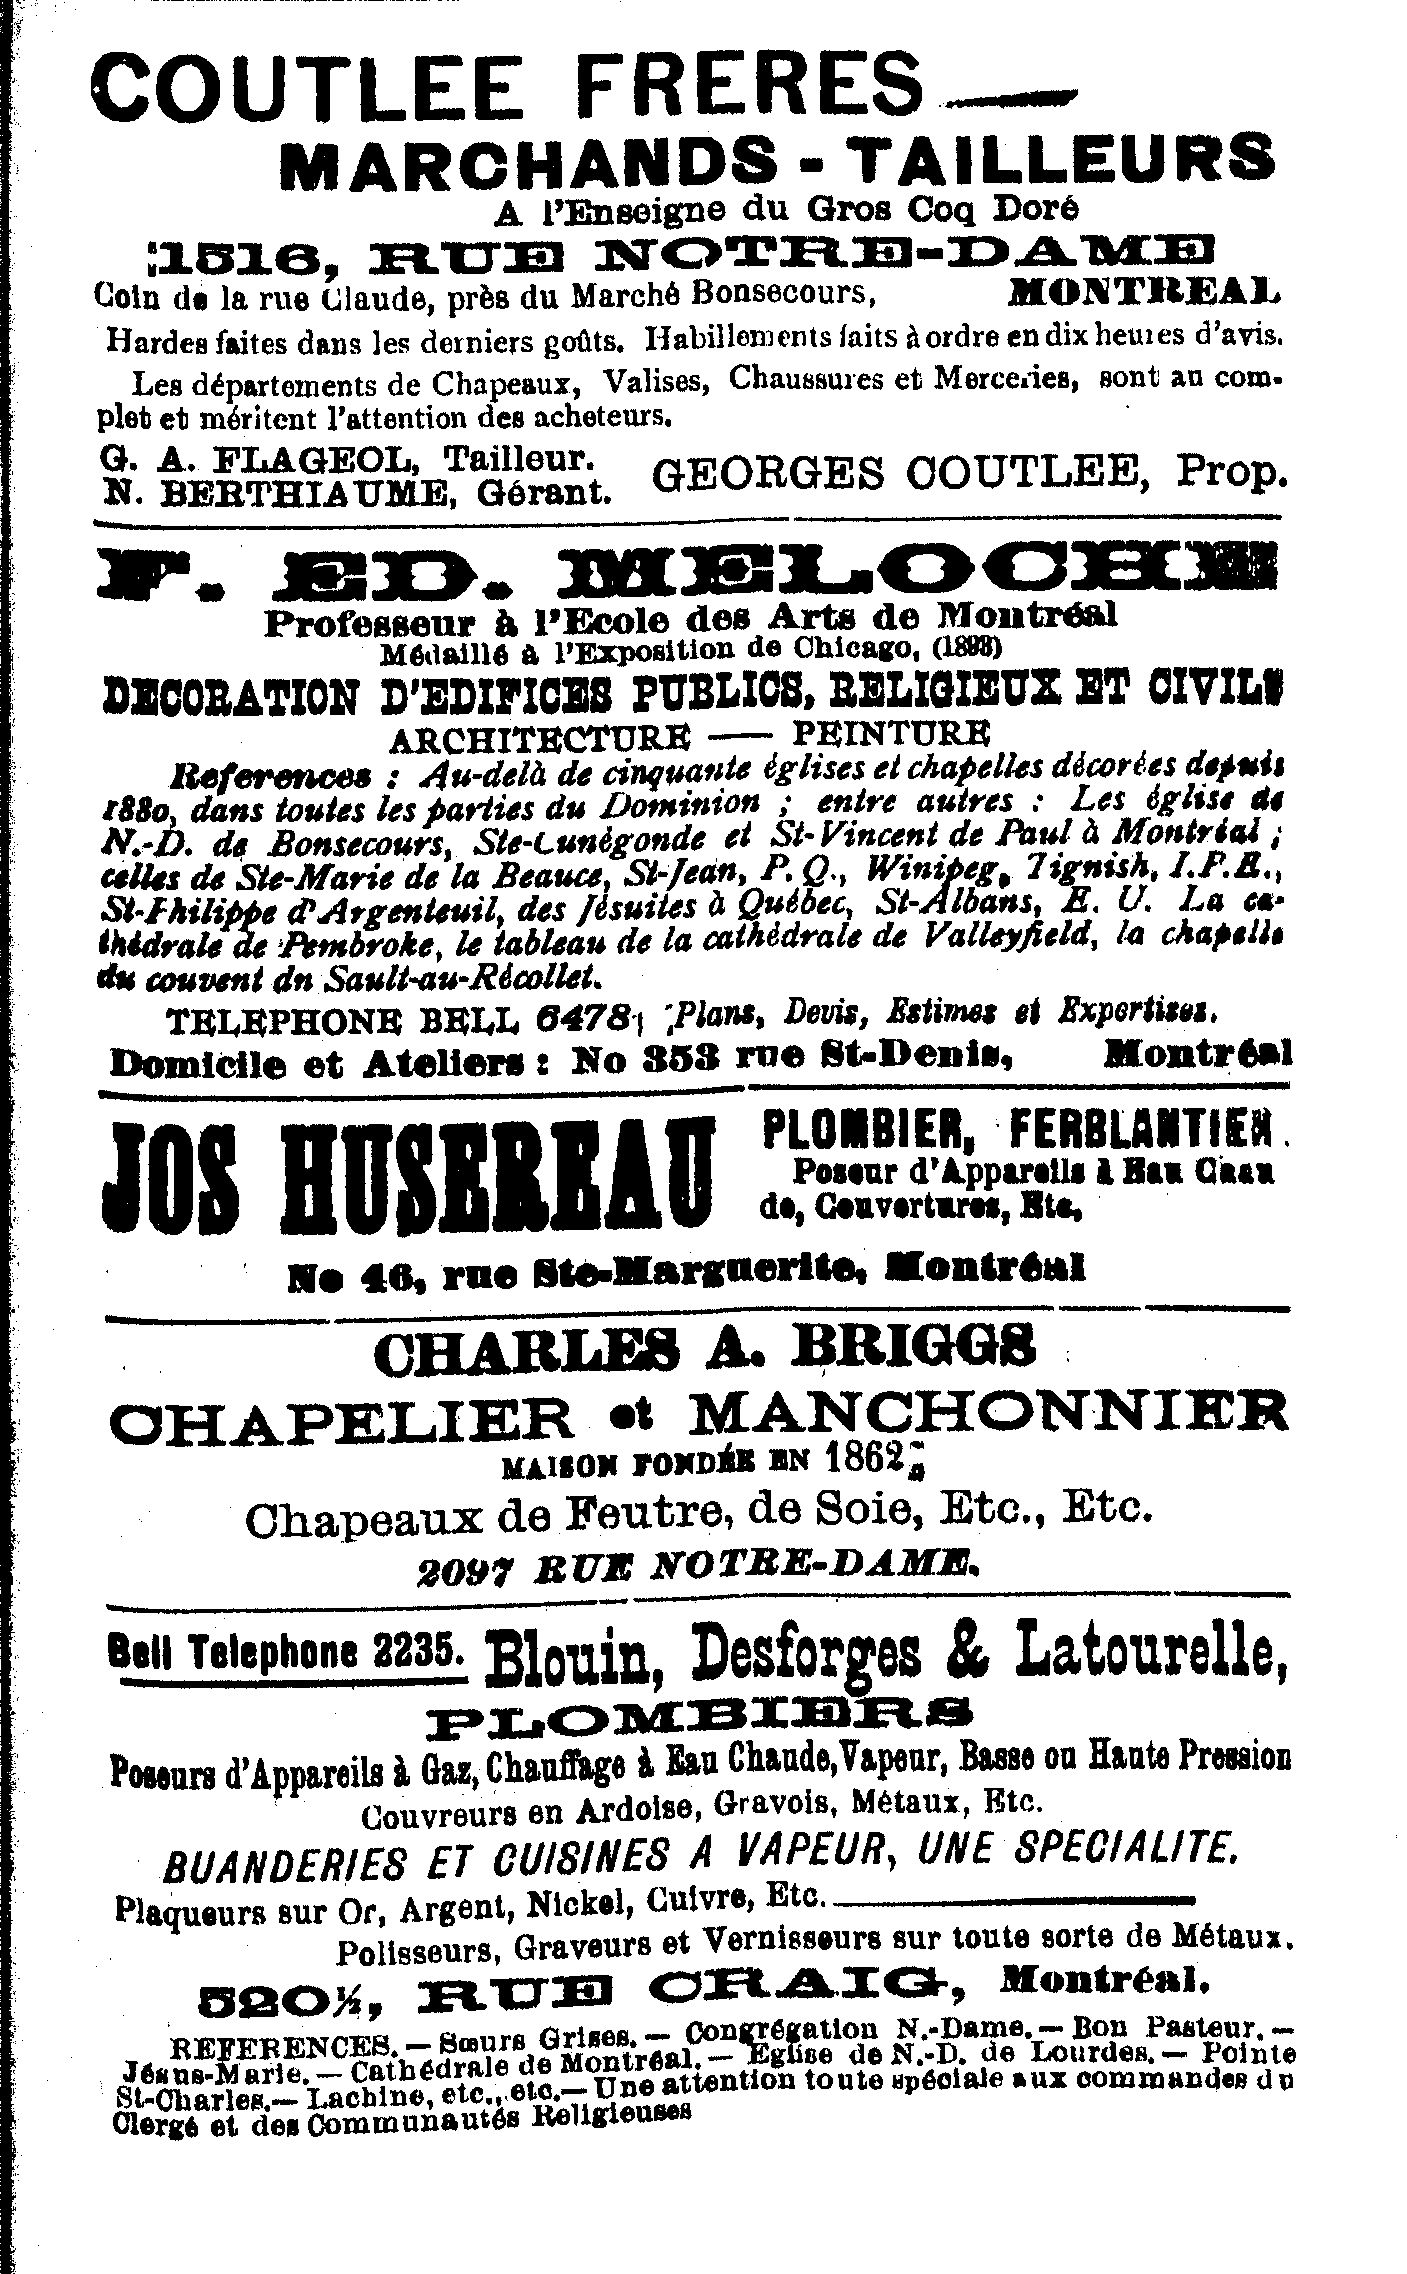 COUTLEE FRERES
MARCHANDS - TAILLEURS
A l'Enseigne du Gros Coq Doré
1516, RUE NOTRE-DAME
Coin de la rue Claude, près du Marché Bonsecours, MONTREAL
Hardes faites dans les derniers goûts. Habillements faits à ordre en dix heures d'avis.
Les départements de Chapeaux, Valises, Chaussures et Merceries, sont au com-
plet et méritent l'attention des acheteurs.
G. A. FLAGEOL, Tailleur.
N. BERTHIAUME, Gérant.
GEORGES COUTLEE, Prop.
F. ED. MELOCHE
Professeur à l'Ecole des Arts de Montréal
Médaillé à l'Exposition de Chicago, (1893)
DECORATION D'EDIFICES PUBLICS, RELIGIEUX ET CIVILS
ARCHITECTURE — PEINTURE
References : Au-delà de cinquante églises et chapelles décorées depuis
1880, dans toutes les parties du Dominion ; entre autres : Les église de
N.-D. de Bonsecours, Ste-Cunégonde et St-Vincent de Paul à Montréal ;
celles de Ste-Marie de la Beauce, St-Jean, P. Q., Winipeg, Tignish, I.P.E.,
St-Philippe d'Argenteuil, des Jésuites à Québec, St-Albans, E. U. La ca-
thédrale de Pembroke, le tableau de la cathédrale de Valleyfield, la chapelle
du couvent dn Sault-au-Récollet.
TELEPHONE BELL 6478 Plans, Devis, Estimes et Expertises.
Domicile et Ateliers : No 353 rue St-Denis, Montréal
JOS HUSEREAU
PLOMBIER, FERBLANTIER.
Poseur d'Appareils à Eau Chau
de, Couvertures, Etc,
No 46, rue Ste-Marguerite, Montréal
CHARLES A. BRIGGS
CHAPELIER et MANCHONNIER
MAISON FONDÉE EN 1862
Chapeaux de Feutre, de Soie, Etc., Etc.
2097 RUE NOTRE-DAME.
Bell Telephone 2235. Blouin, Desforges & Latourelle,
PLOMBIERS
Poseurs d'Appareils à Gaz, Chauffage à Eau Chaude, Vapeur, Basse ou Haute Pression
Couvreurs en Ardoise, Gravois, Métaux, Etc.
BUANDERIES ET CUISINES A VAPEUR, UNE SPECIALITE.
Plaqueurs sur Or, Argent, Nickel, Cuivre, Etc.
Polisseurs, Graveurs et Vernisseurs sur toute sorte de Métaux.
520½, RUE CRAIG, Montréal.
REFERENCES.— Sœurs Grises.— Congrégation N.-Dame.— Bon Pasteur.—
Jésus-Marie.— Cathédrale de Montréal.— Eglise de N.-D. de Lourdes.— Pointe
St-Charles.— Lachine, etc., etc.— Une attention toute spéciale aux commandes du
Clergé et des Communautés Religieuses